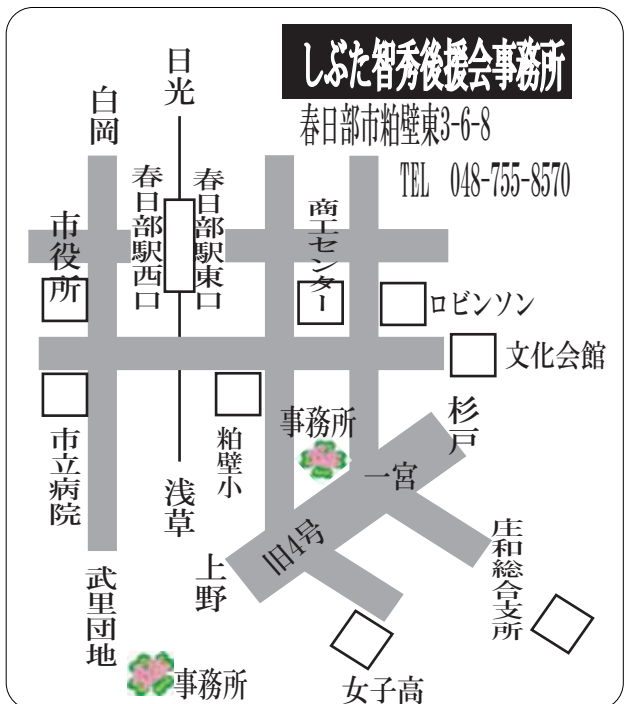 しぶた智秀後援会事務所
春日部市粕壁東3-6-8
TEL 048-755-8570
日光
白岡
春日部駅西口
春日部駅東口
市役所
商工センター
ロビンソン
文化会館
杉戸
事務所
粕壁小
市立病院
浅草
一宮
旧4号
上野
庄和総合支所
武里団地
事務所
女子高